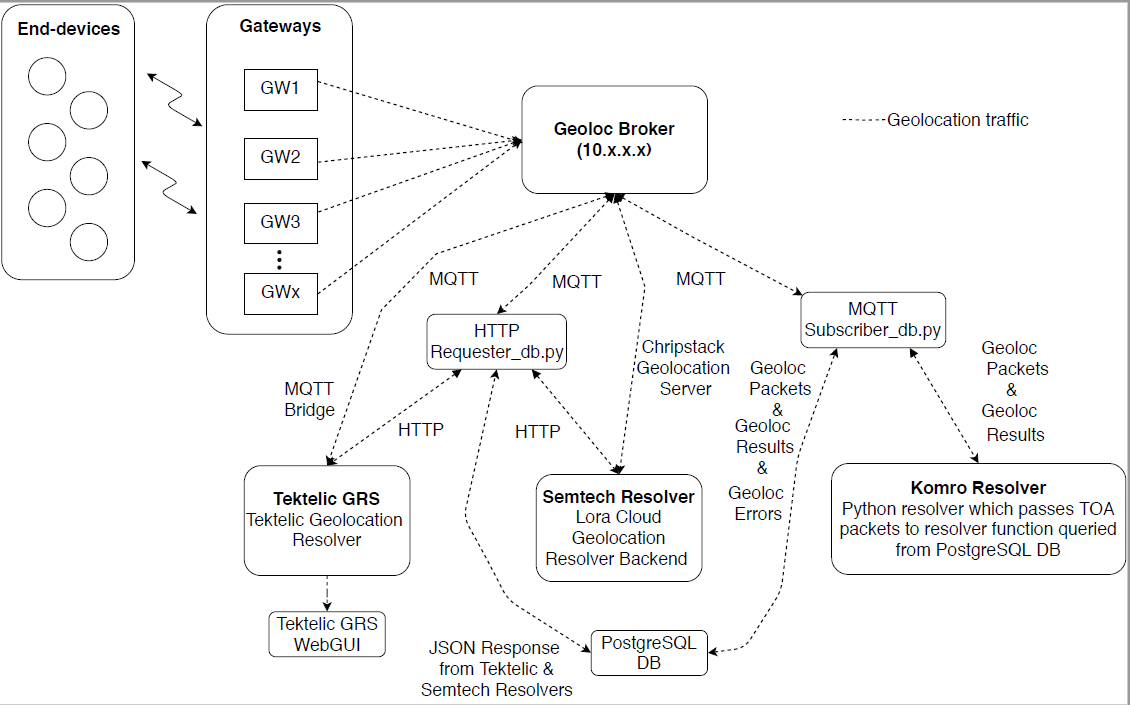 End-devices
Gateways
GW1
GW2
GW3
GWx
Geoloc Broker
(10.x.x.x)
Geolocation traffic
MQTT
MQTT
MQTT
MQTT
Subscriber_db.py
HTTP
Requester_db.py
Chripstack
Geolocation
Server
Geoloc
Packets
&
Geoloc
Results
&
Geoloc
Errors
Geoloc
Packets
&
Geoloc
Results
MQTT
Bridge
HTTP
HTTP
Tektelic GRS
Tektelic Geolocation
Resolver
Semtech Resolver
Lora Cloud
Geolocation
Resolver Backend
Komro Resolver
Python resolver which passes TOA
packets to resolver function queried
from PostgreSQL DB
Tektelic GRS
WebGUI
JSON Response
from Tektelic &
Semtech Resolvers
PostgreSQL
DB